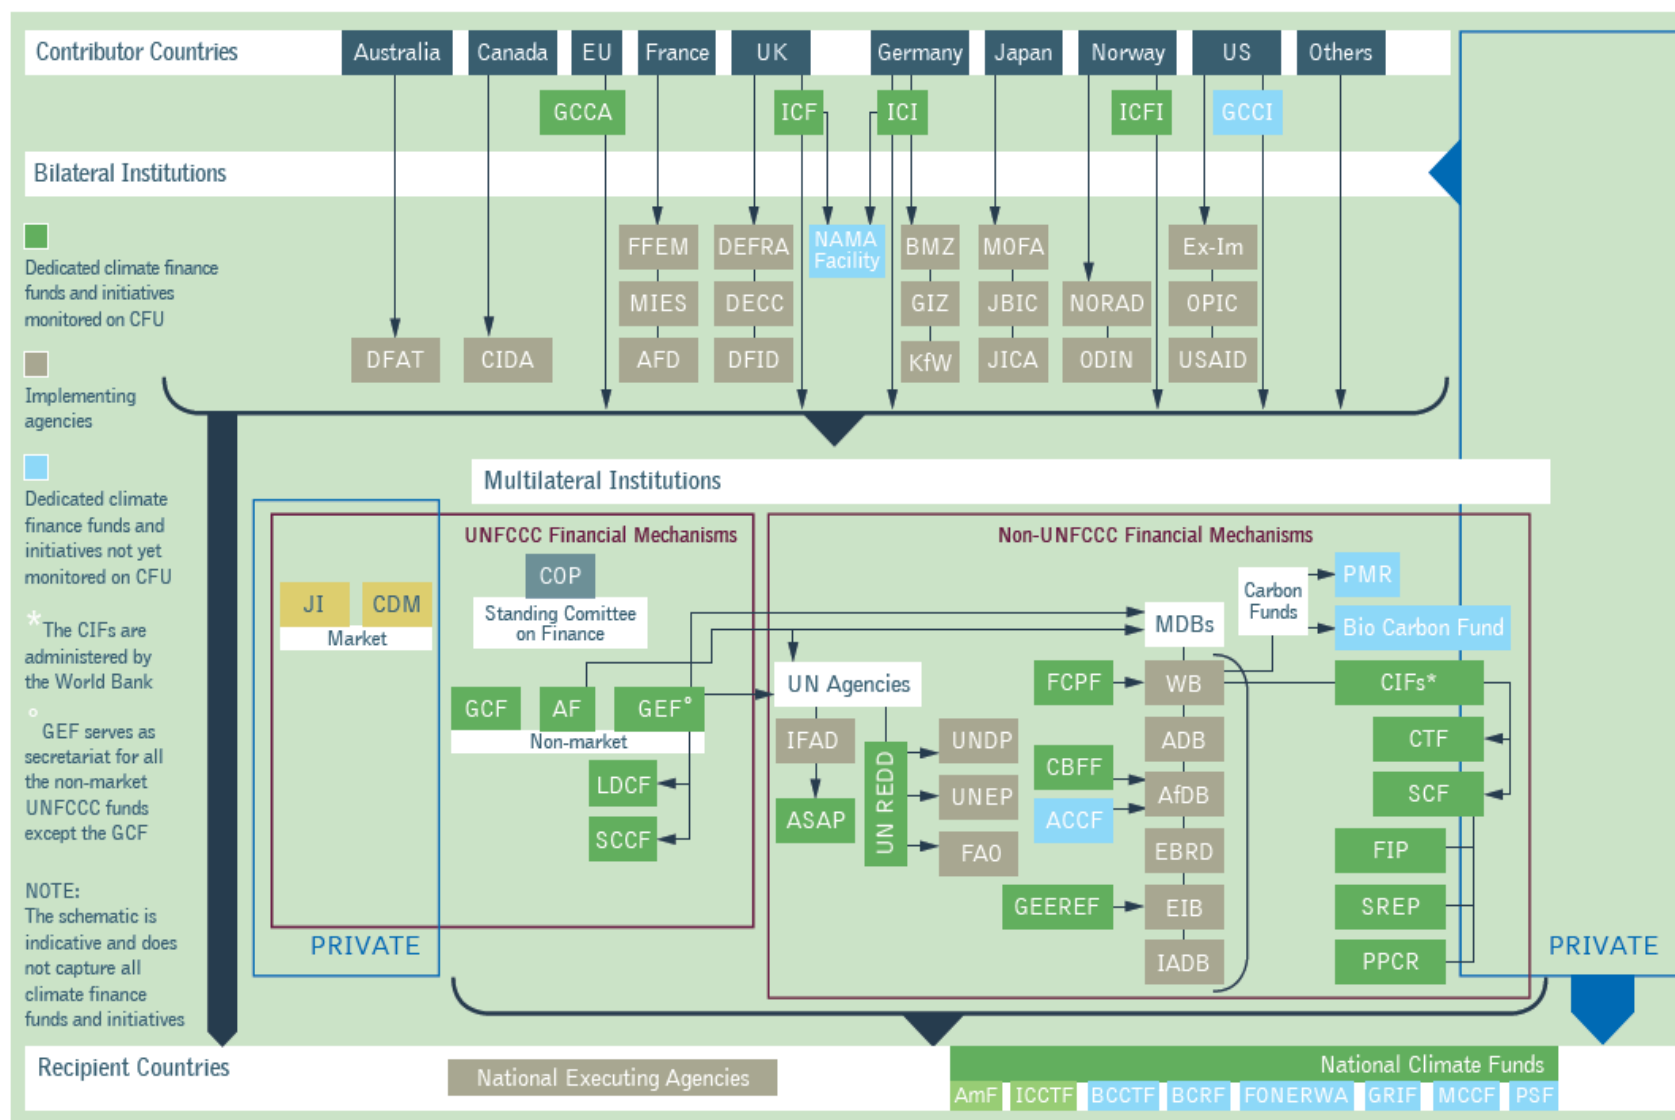 Contributor Countries
Australia
Canada
EU
France
UK
Germany
Japan
Norway
US
Others
GCCA
ICF
ICI
ICFI
GCCI
Bilateral Institutions
Dedicated climate finance
funds and initiatives
monitored on CFU
Implementing
agencies
Dedicated climate
finance funds and
initiatives not yet
monitored on CFU
*The CIFs are
administered by
the World Bank
° GEF serves as
secretariat for all
the non-market
UNFCCC funds
except the GCF
NOTE:
The schematic is
indicative and does
not capture all
climate finance
funds and initiatives
FFEM
DEFRA
NAMA
Facility
BMZ
MOFA
Ex-Im
MIES
DECC
GIZ
JBIC
NORAD
OPIC
DFAT
CIDA
AFD
DFID
KfW
JICA
ODIN
USAID
Multilateral Institutions
UNFCCC Financial Mechanisms
COP
Standing Comittee
on Finance
JI
CDM
Market
GCF
AF
GEF°
Non-market
LDCF
SCCF
PRIVATE
Non-UNFCCC Financial Mechanisms
UN Agencies
IFAD
ASAP
UN REDD
UNDP
UNEP
FAO
MDBs
FCPF
WB
ADB
CBFF
ACCF
AfDB
EBRD
GEEREF
EIB
IADB
Carbon
Funds
PMR
Bio Carbon Fund
CIFs*
CTF
SCF
FIP
SREP
PPCR
PRIVATE
Recipient Countries
National Executing Agencies
National Climate Funds
AmF
ICCTF
BCCTF
BCRF
FONERWA
GRIF
MCCF
PSF